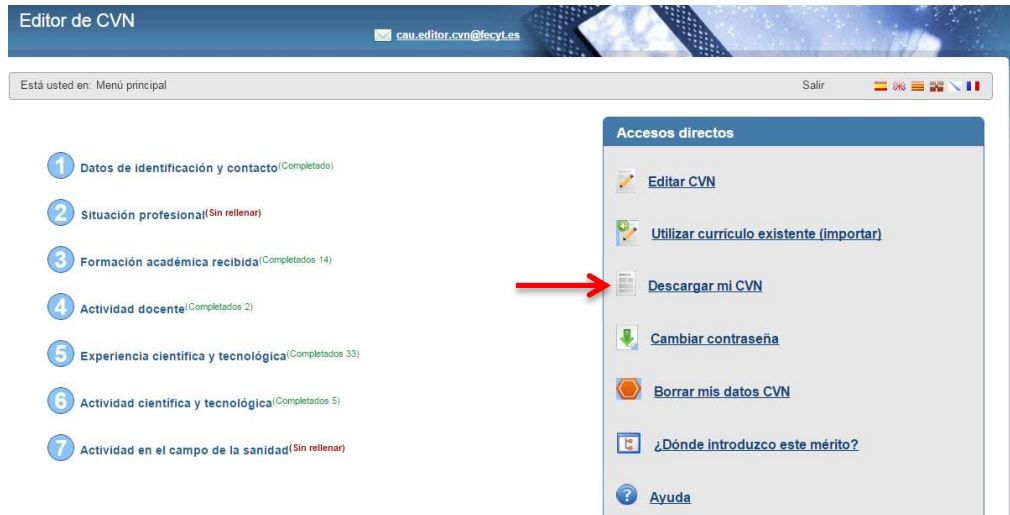 Editor de CVN
cau.editor.cvn@fecyt.es
Está usted en: Menú principal
Salir
1 Datos de identificación y contacto(Completado)
2 Situación profesional(Sin rellenar)
3 Formación académica recibida(Completados 14)
4 Actividad docente(Completados 2)
5 Experiencia científica y tecnológica(Completados 33)
6 Actividad científica y tecnológica(Completados 5)
7 Actividad en el campo de la sanidad(Sin rellenar)
Accesos directos
Editar CVN
Utilizar currículo existente (importar)
Descargar mi CVN
Cambiar contraseña
Borrar mis datos CVN
¿Dónde introduzco este mérito?
Ayuda